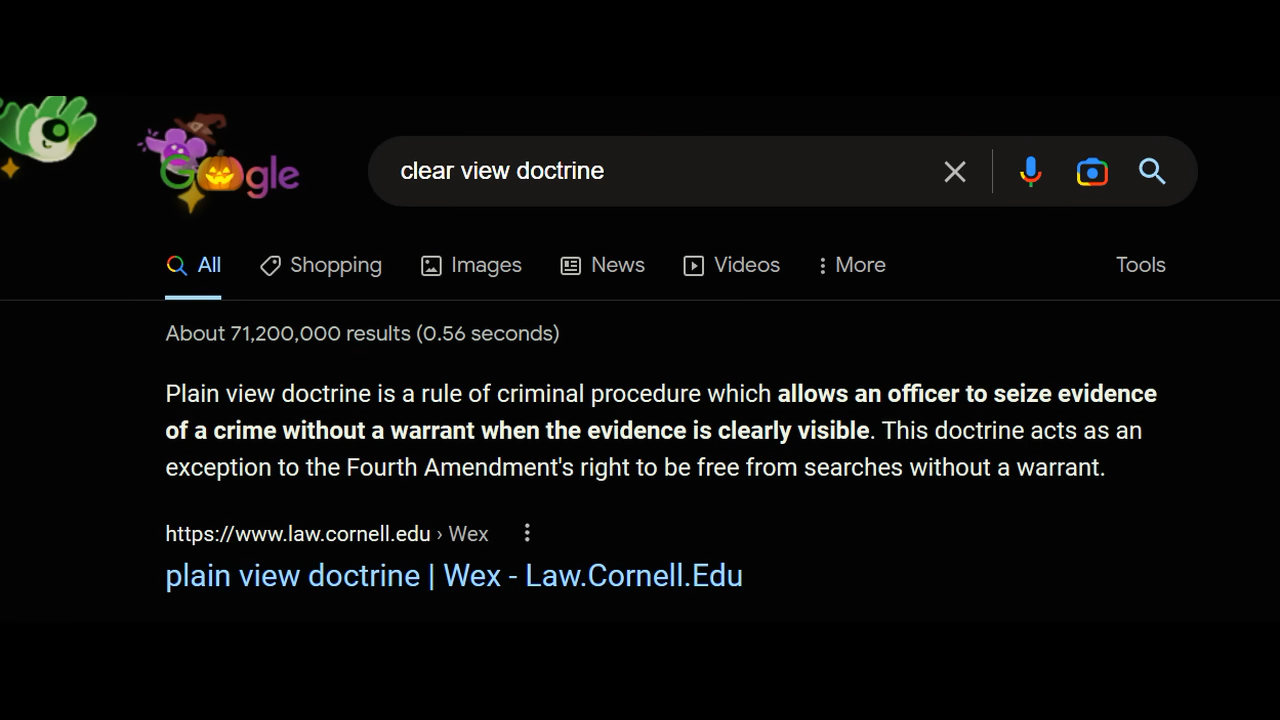 Google
clear view doctrine
All Shopping Images News Videos More Tools
About 71,200,000 results (0.56 seconds)
Plain view doctrine is a rule of criminal procedure which allows an officer to seize evidence
of a crime without a warrant when the evidence is clearly visible. This doctrine acts as an
exception to the Fourth Amendment's right to be free from searches without a warrant.
https://www.law.cornell.edu › Wex
plain view doctrine | Wex - Law.Cornell.Edu